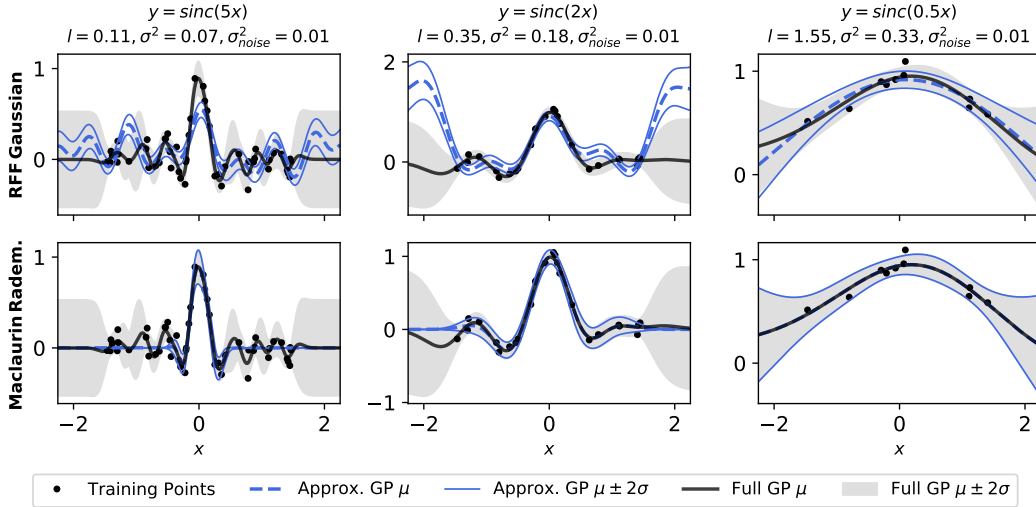 y = sinc(5x)
l = 0.11, σ² = 0.07, σ²_noise = 0.01
y = sinc(2x)
l = 0.35, σ² = 0.18, σ²_noise = 0.01
y = sinc(0.5x)
l = 1.55, σ² = 0.33, σ²_noise = 0.01
RFF Gaussian
1
0
2
0
1
0
Maclaurin Radem.
1
0
1
0
−1
1
0
−2 0 2
−2 0 2
−2 0 2
x
x
x
Training Points Approx. GP μ Approx. GP μ ± 2σ Full GP μ Full GP μ ± 2σ